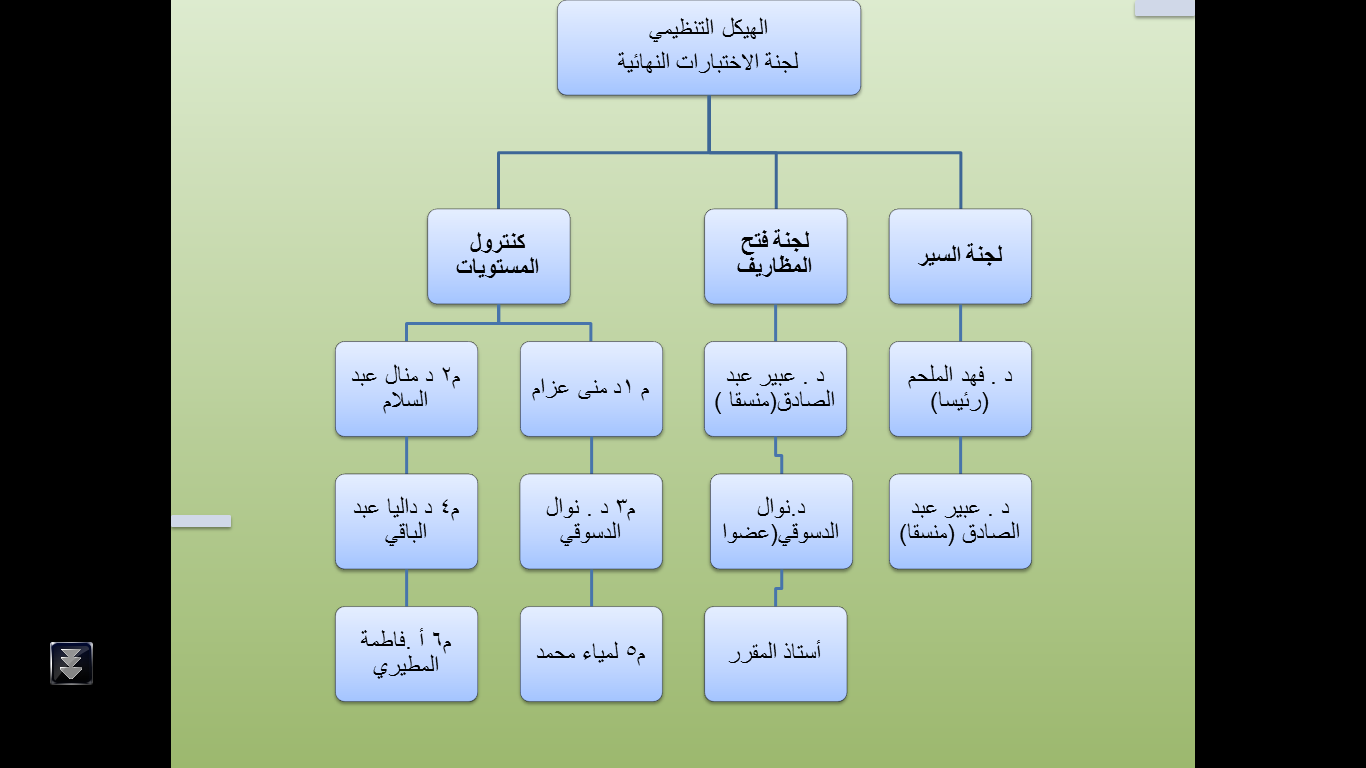 الهيكل التنظيمي
لجنة الاختبارات النهائية
لجنة السير
لجنة فتح
المظاريف
كنترول
المستويات
د . فهد الملحم
(رئيسا)
د . عبير عبد
الصادق(منسقا )
م ١د منى عزام
م٢ د منال عبد
السلام
د . عبير عبد
الصادق (منسقا)
د.نوال
الدسوقي(عضوا
م٣ د . نوال
الدسوقي
م٤ د داليا عبد
الباقي
أستاذ المقرر
م٥ لمياء محمد
م٦ أ .فاطمة
المطيري